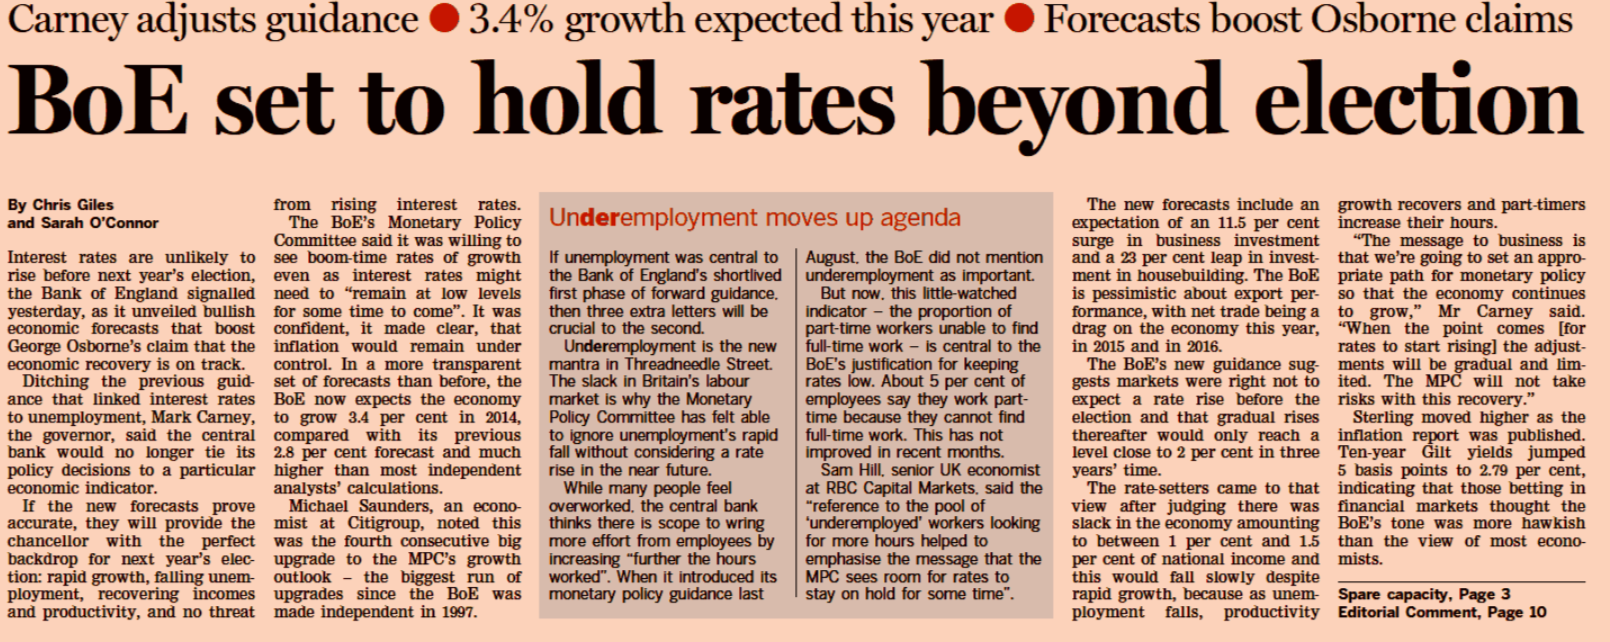 Carney adjusts guidance ● 3.4% growth expected this year ● Forecasts boost Osborne claims
BoE set to hold rates beyond election
By Chris Giles
and Sarah O'Connor
Interest rates are unlikely to
rise before next year's election,
the Bank of England signalled
yesterday, as it unveiled bullish
economic forecasts that boost
George Osborne's claim that the
economic recovery is on track.
Ditching the previous guid-
ance that linked interest rates
to unemployment, Mark Carney,
the governor, said the central
bank would no longer tie its
policy decisions to a particular
economic indicator.
If the new forecasts prove
accurate, they will provide the
chancellor with the perfect
backdrop for next year's elec-
tion: rapid growth, falling unem-
ployment, recovering incomes
and productivity, and no threat
from rising interest rates.
The BoE's Monetary Policy
Committee said it was willing to
see boom-time rates of growth
even as interest rates might
need to “remain at low levels
for some time to come”. It was
confident, it made clear, that
inflation would remain under
control. In a more transparent
set of forecasts than before, the
BoE now expects the economy
to grow 3.4 per cent in 2014,
compared with its previous
2.8 per cent forecast and much
higher than most independent
analysts' calculations.
Michael Saunders, an econo-
mist at Citigroup, noted this
was the fourth consecutive big
upgrade to the MPC's growth
outlook – the biggest run of
upgrades since the BoE was
made independent in 1997.
Underemployment moves up agenda
If unemployment was central to
the Bank of England's shortlived
first phase of forward guidance,
then three extra letters will be
crucial to the second.
Underemployment is the new
mantra in Threadneedle Street.
The slack in Britain's labour
market is why the Monetary
Policy Committee has felt able
to ignore unemployment's rapid
fall without considering a rate
rise in the near future.
While many people feel
overworked, the central bank
thinks there is scope to wring
more effort from employees by
increasing “further the hours
worked”. When it introduced its
monetary policy guidance last
August, the BoE did not mention
underemployment as important.
But now, this little-watched
indicator – the proportion of
part-time workers unable to find
full-time work – is central to the
BoE's justification for keeping
rates low. About 5 per cent of
employees say they work part-
time because they cannot find
full-time work. This has not
improved in recent months.
Sam Hill, senior UK economist
at RBC Capital Markets, said the
“reference to the pool of
‘underemployed’ workers looking
for more hours helped to
emphasise the message that the
MPC sees room for rates to
stay on hold for some time”.
The new forecasts include an
expectation of an 11.5 per cent
surge in business investment
and a 23 per cent leap in invest-
ment in housebuilding. The BoE
is pessimistic about export per-
formance, with net trade being a
drag on the economy this year,
in 2015 and in 2016.
The BoE's new guidance sug-
gests markets were right not to
expect a rate rise before the
election and that gradual rises
thereafter would only reach a
level close to 2 per cent in three
years' time.
The rate-setters came to that
view after judging there was
slack in the economy amounting
to between 1 per cent and 1.5
per cent of national income and
this would fall slowly despite
rapid growth, because as unem-
ployment falls, productivity
growth recovers and part-timers
increase their hours.
“The message to business is
that we're going to set an appro-
priate path for monetary policy
so that the economy continues
to grow,” Mr Carney said.
“When the point comes [for
rates to start rising] the adjust-
ments will be gradual and lim-
ited. The MPC will not take
risks with this recovery.”
Sterling moved higher as the
inflation report was published.
Ten-year Gilt yields jumped
5 basis points to 2.79 per cent,
indicating that those betting in
financial markets thought the
BoE's tone was more hawkish
than the view of most econo-
mists.
Spare capacity, Page 3
Editorial Comment, Page 10